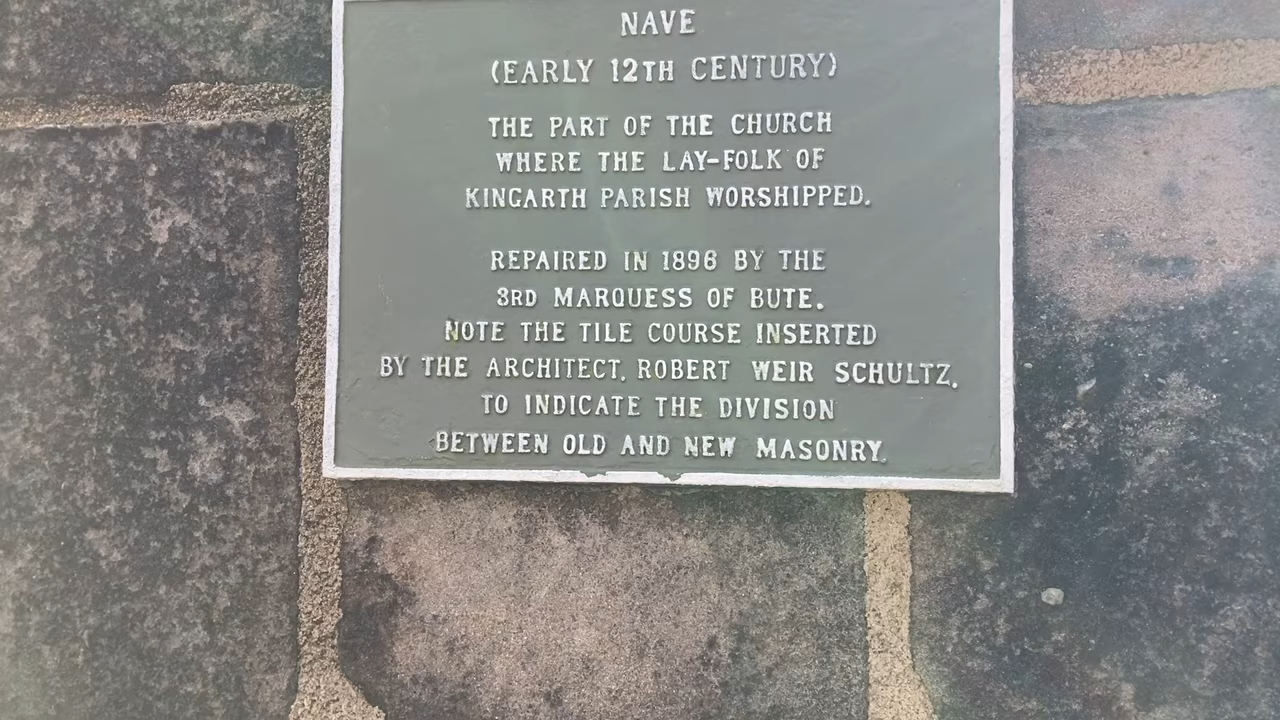 NAVE
(EARLY 12TH CENTURY)
THE PART OF THE CHURCH
WHERE THE LAY-FOLK OF
KINGARTH PARISH WORSHIPPED.
REPAIRED IN 1896 BY THE
3RD MARQUESS OF BUTE.
NOTE THE TILE COURSE INSERTED
BY THE ARCHITECT, ROBERT WEIR SCHULTZ,
TO INDICATE THE DIVISION
BETWEEN OLD AND NEW MASONRY.